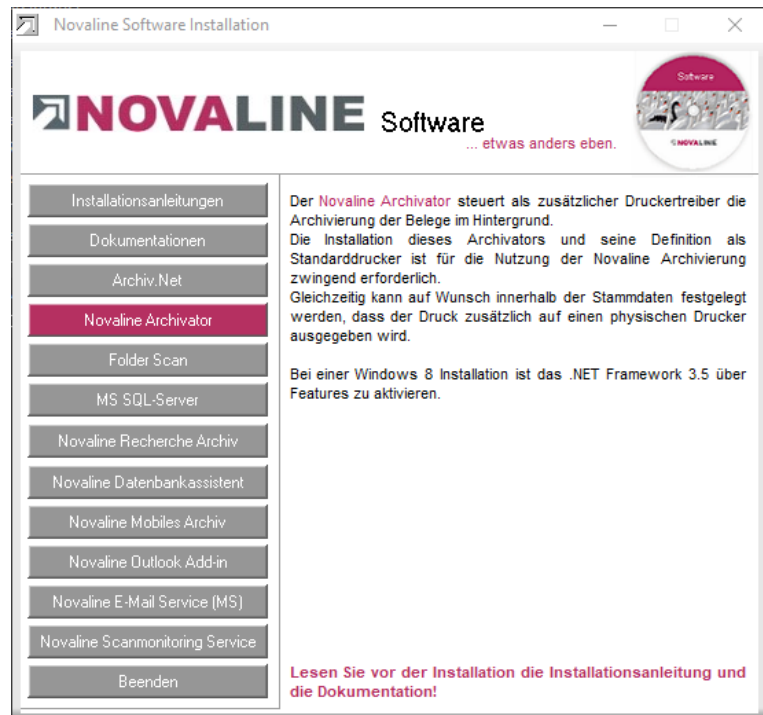 Novaline Software Installation
NOVALINE Software
... etwas anders eben.
Software
NOVALINE
Installationsanleitungen
Dokumentationen
Archiv.Net
Novaline Archivator
Folder Scan
MS SQL-Server
Novaline Recherche Archiv
Novaline Datenbankassistent
Novaline Mobiles Archiv
Novaline Outlook Add-in
Novaline E-Mail Service (MS)
Novaline Scanmonitoring Service
Beenden
Der Novaline Archivator steuert als zusätzlicher Druckertreiber die
Archivierung der Belege im Hintergrund.
Die Installation dieses Archivators und seine Definition als
Standarddrucker ist für die Nutzung der Novaline Archivierung
zwingend erforderlich.
Gleichzeitig kann auf Wunsch innerhalb der Stammdaten festgelegt
werden, dass der Druck zusätzlich auf einen physischen Drucker
ausgegeben wird.
Bei einer Windows 8 Installation ist das .NET Framework 3.5 über
Features zu aktivieren.
Lesen Sie vor der Installation die Installationsanleitung und
die Dokumentation!